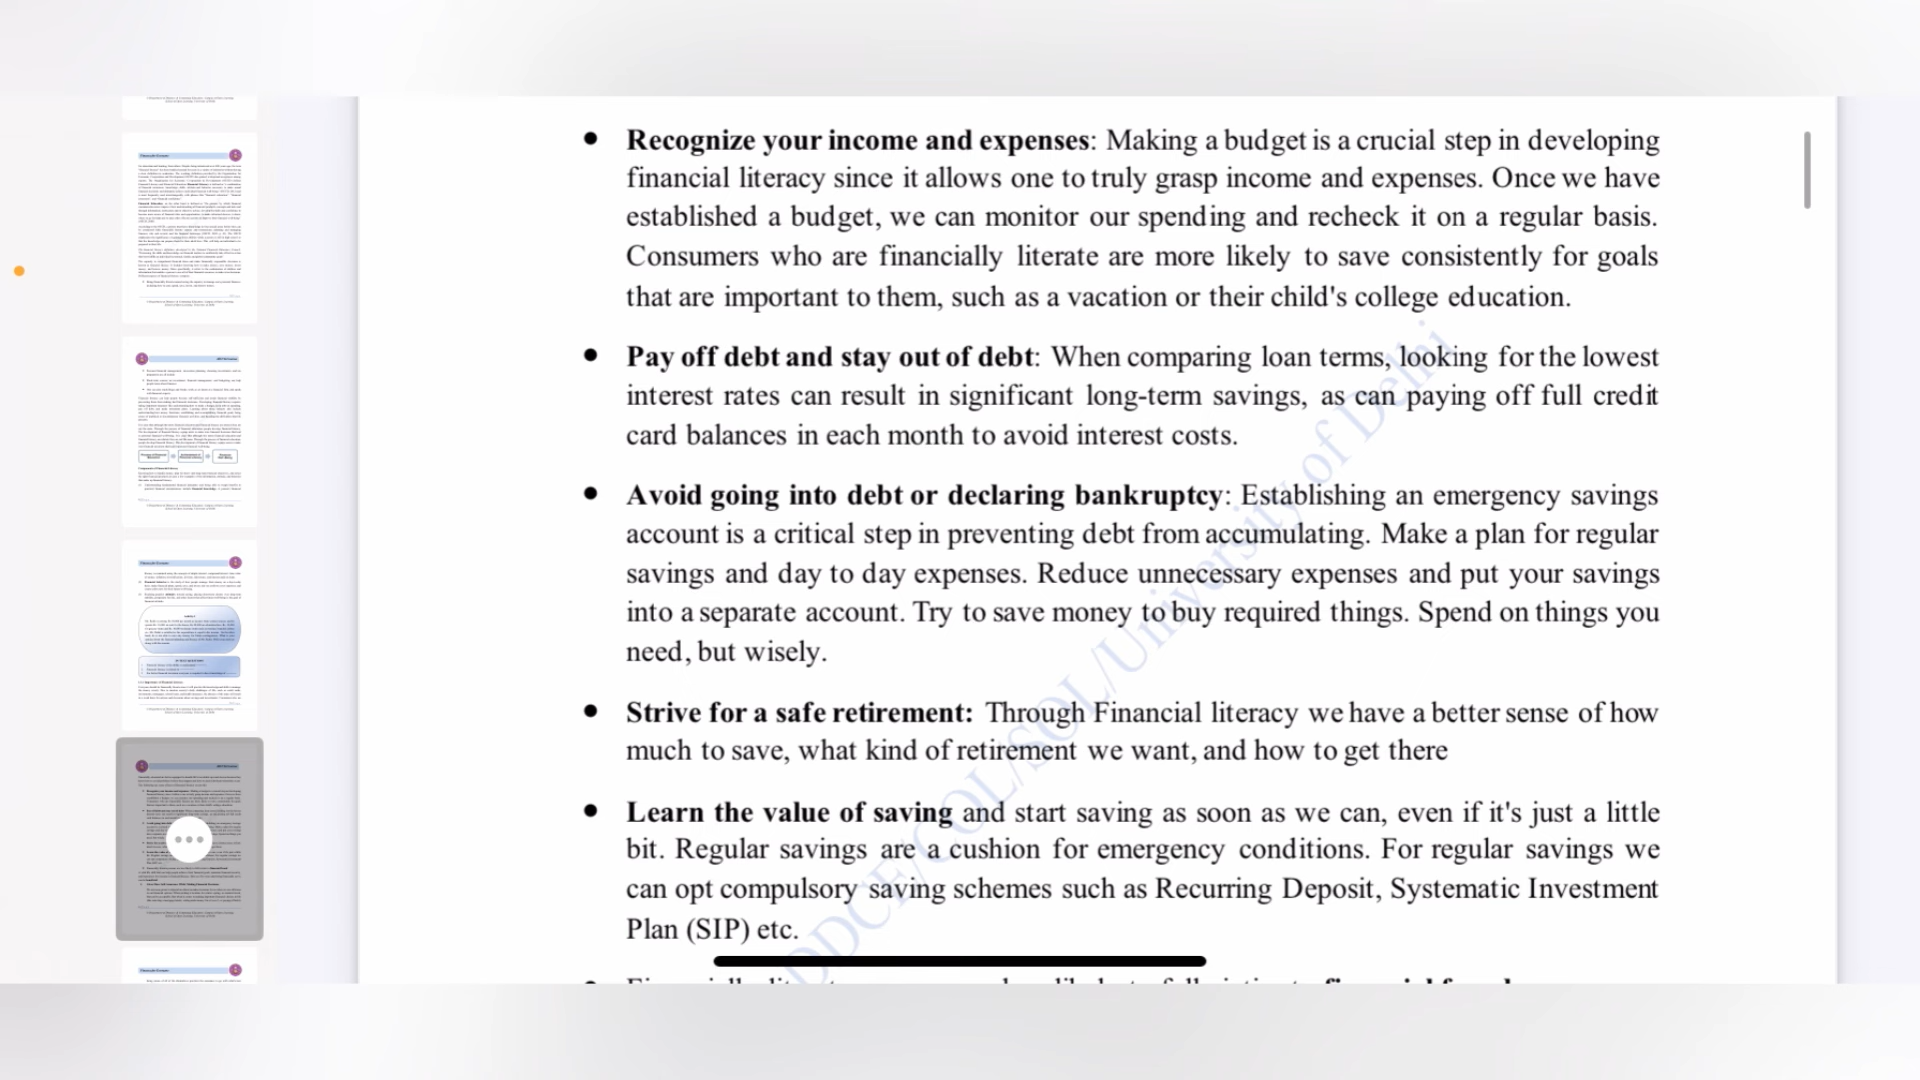 Recognize your income and expenses: Making a budget is a crucial step in developing
financial literacy since it allows one to truly grasp income and expenses. Once we have
established a budget, we can monitor our spending and recheck it on a regular basis.
Consumers who are financially literate are more likely to save consistently for goals
that are important to them, such as a vacation or their child's college education.
Pay off debt and stay out of debt: When comparing loan terms, looking for the lowest
interest rates can result in significant long-term savings, as can paying off full credit
card balances in each month to avoid interest costs.
Avoid going into debt or declaring bankruptcy: Establishing an emergency savings
account is a critical step in preventing debt from accumulating. Make a plan for regular
savings and day to day expenses. Reduce unnecessary expenses and put your savings
into a separate account. Try to save money to buy required things. Spend on things you
need, but wisely.
Strive for a safe retirement: Through Financial literacy we have a better sense of how
much to save, what kind of retirement we want, and how to get there
Learn the value of saving and start saving as soon as we can, even if it's just a little
bit. Regular savings are a cushion for emergency conditions. For regular savings we
can opt compulsory saving schemes such as Recurring Deposit, Systematic Investment
Plan (SIP) etc.
DDCE/COL/SOL/University of Delhi